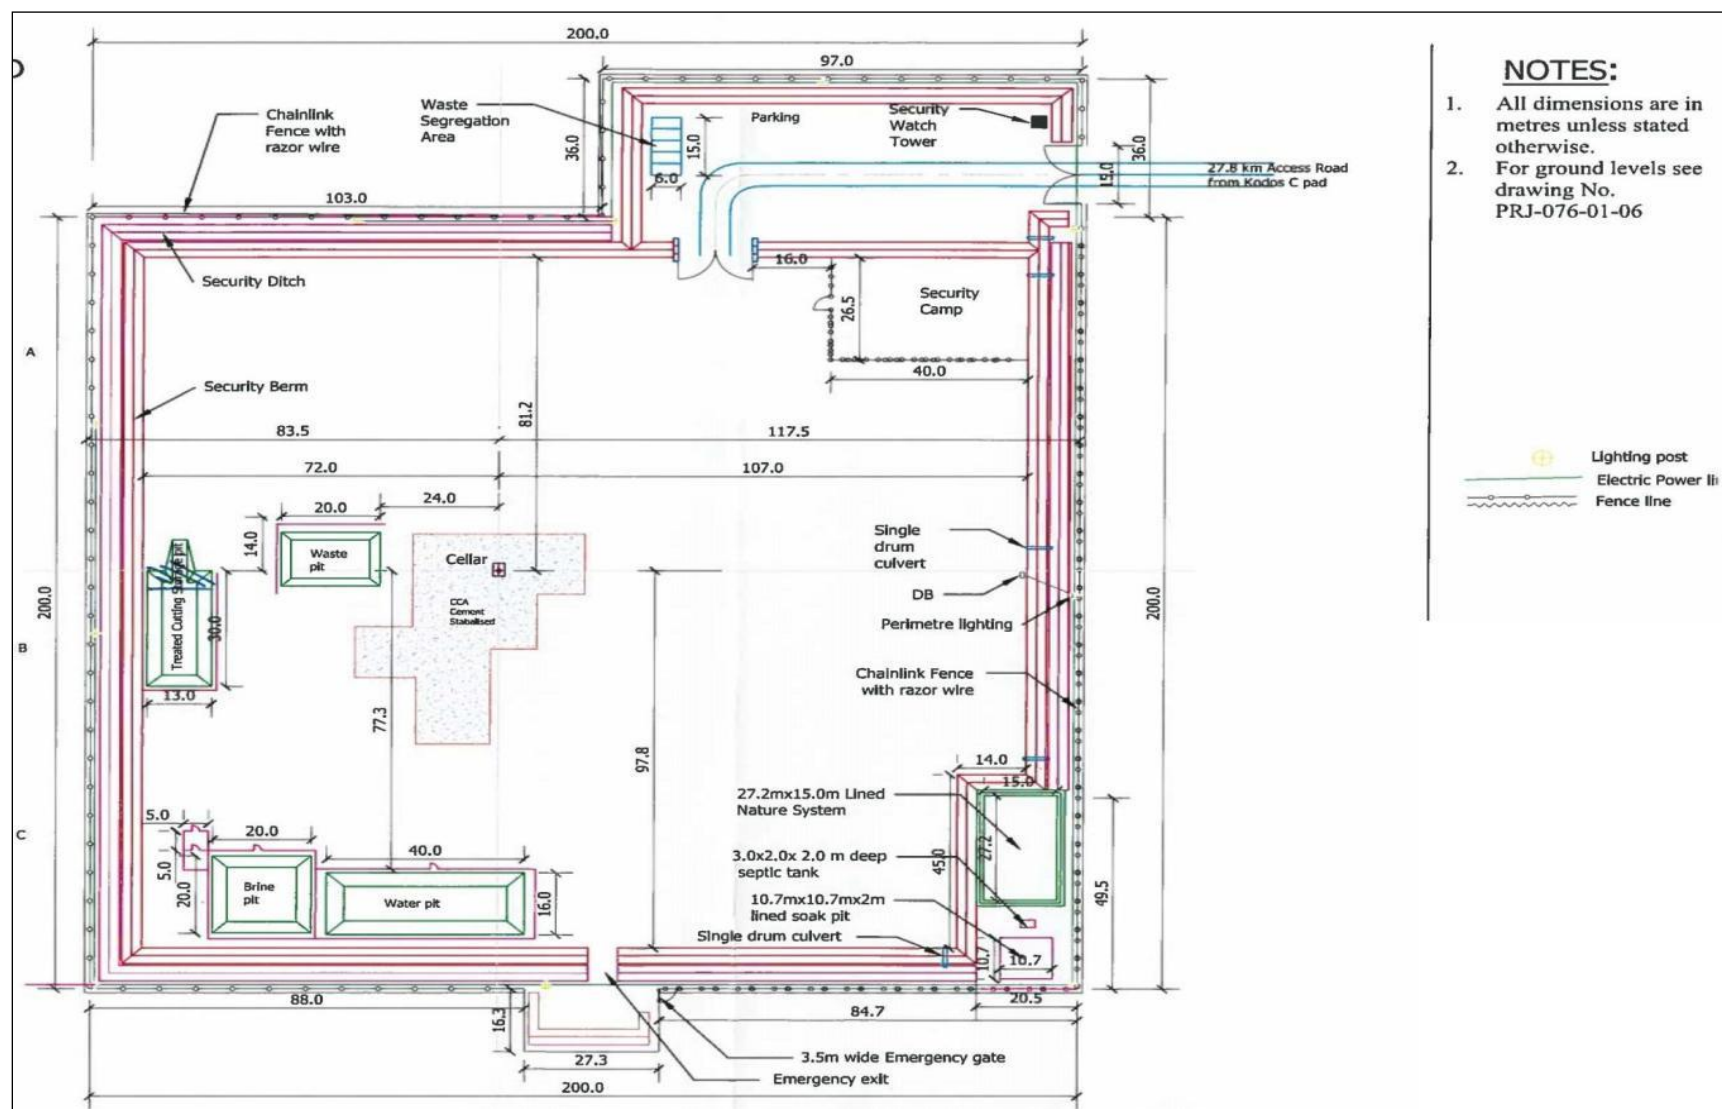 200.0
97.0
NOTES:
1. All dimensions are in
metres unless stated
otherwise.
2. For ground levels see
drawing No.
PRJ-076-01-06
Chainlink
Fence with
razor wire
Waste
Segregation
Area
Parking
Security
Watch
Tower
36.0
15.0
6.0
36.0
15.0
27.8 km Access Road
from Kodos C pad
103.0
Security Ditch
16.0
26.5
Security
Camp
40.0
A
Security Berm
81.2
83.5
117.5
72.0
107.0
Lighting post
Electric Power li
Fence line
20.0
24.0
14.0
Waste
pit
Cellar
CCA
Cement
Stabalised
Single
drum
culvert
DB
Perimetre lighting
200.0
200.0
B
Treated Cutting
30.0
13.0
Chainlink Fence
with razor wire
77.3
97.8
14.0
15.0
27.2mx15.0m Lined
Nature System
27.2
45.0
49.5
C
5.0
5.0
20.0
20.0
40.0
Brine
pit
Water pit
16.0
3.0x2.0x 2.0 m deep
septic tank
10.7mx10.7mx2m
lined soak pit
Single drum culvert
10.7
10.7
88.0
16.3
20.5
84.7
27.3
3.5m wide Emergency gate
Emergency exit
200.0